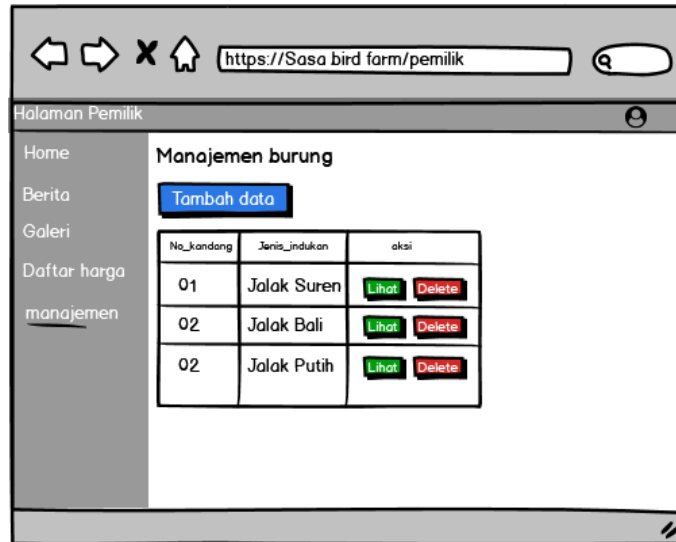 https://Sasa bird farm/pemilik
Halaman Pemilik
Home
Berita
Galeri
Daftar harga
manajemen
Manajemen burung
Tambah data
No_kandang Jenis_indukan aksi
01 Jalak Suren Lihat Delete
02 Jalak Bali Lihat Delete
02 Jalak Putih Lihat Delete